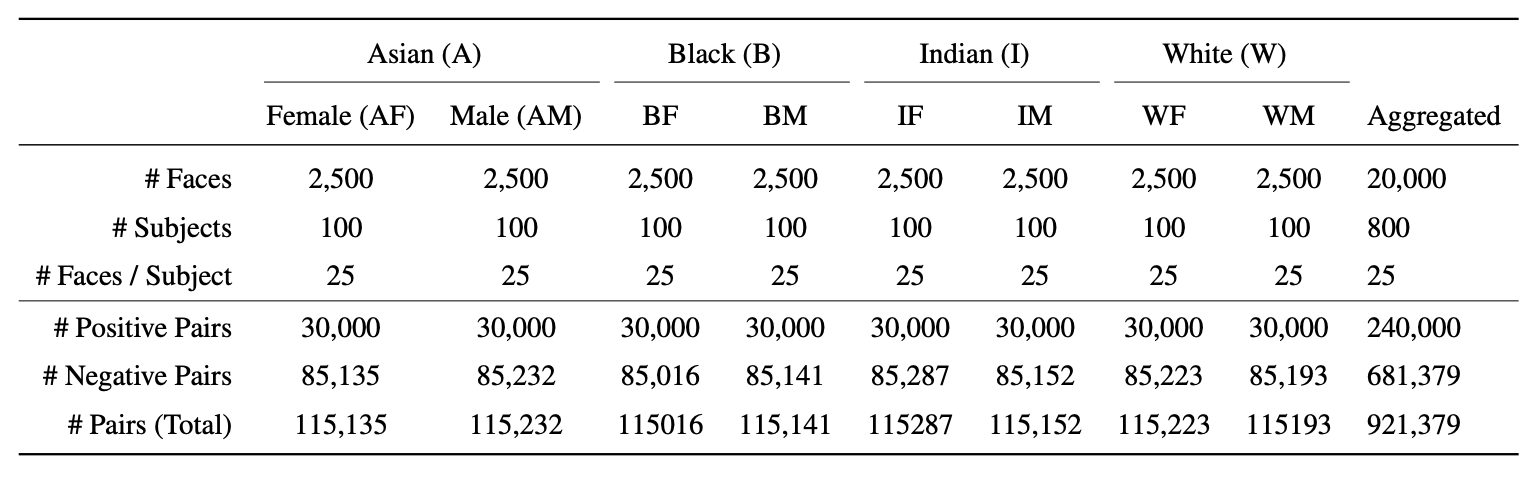 Asian (A) Black (B) Indian (I) White (W)
Female (AF) Male (AM) BF BM IF IM WF WM Aggregated
# Faces 2,500 2,500 2,500 2,500 2,500 2,500 2,500 2,500 20,000
# Subjects 100 100 100 100 100 100 100 100 800
# Faces / Subject 25 25 25 25 25 25 25 25 25
# Positive Pairs 30,000 30,000 30,000 30,000 30,000 30,000 30,000 30,000 240,000
# Negative Pairs 85,135 85,232 85,016 85,141 85,287 85,152 85,223 85,193 681,379
# Pairs (Total) 115,135 115,232 115016 115,141 115287 115,152 115,223 115193 921,379